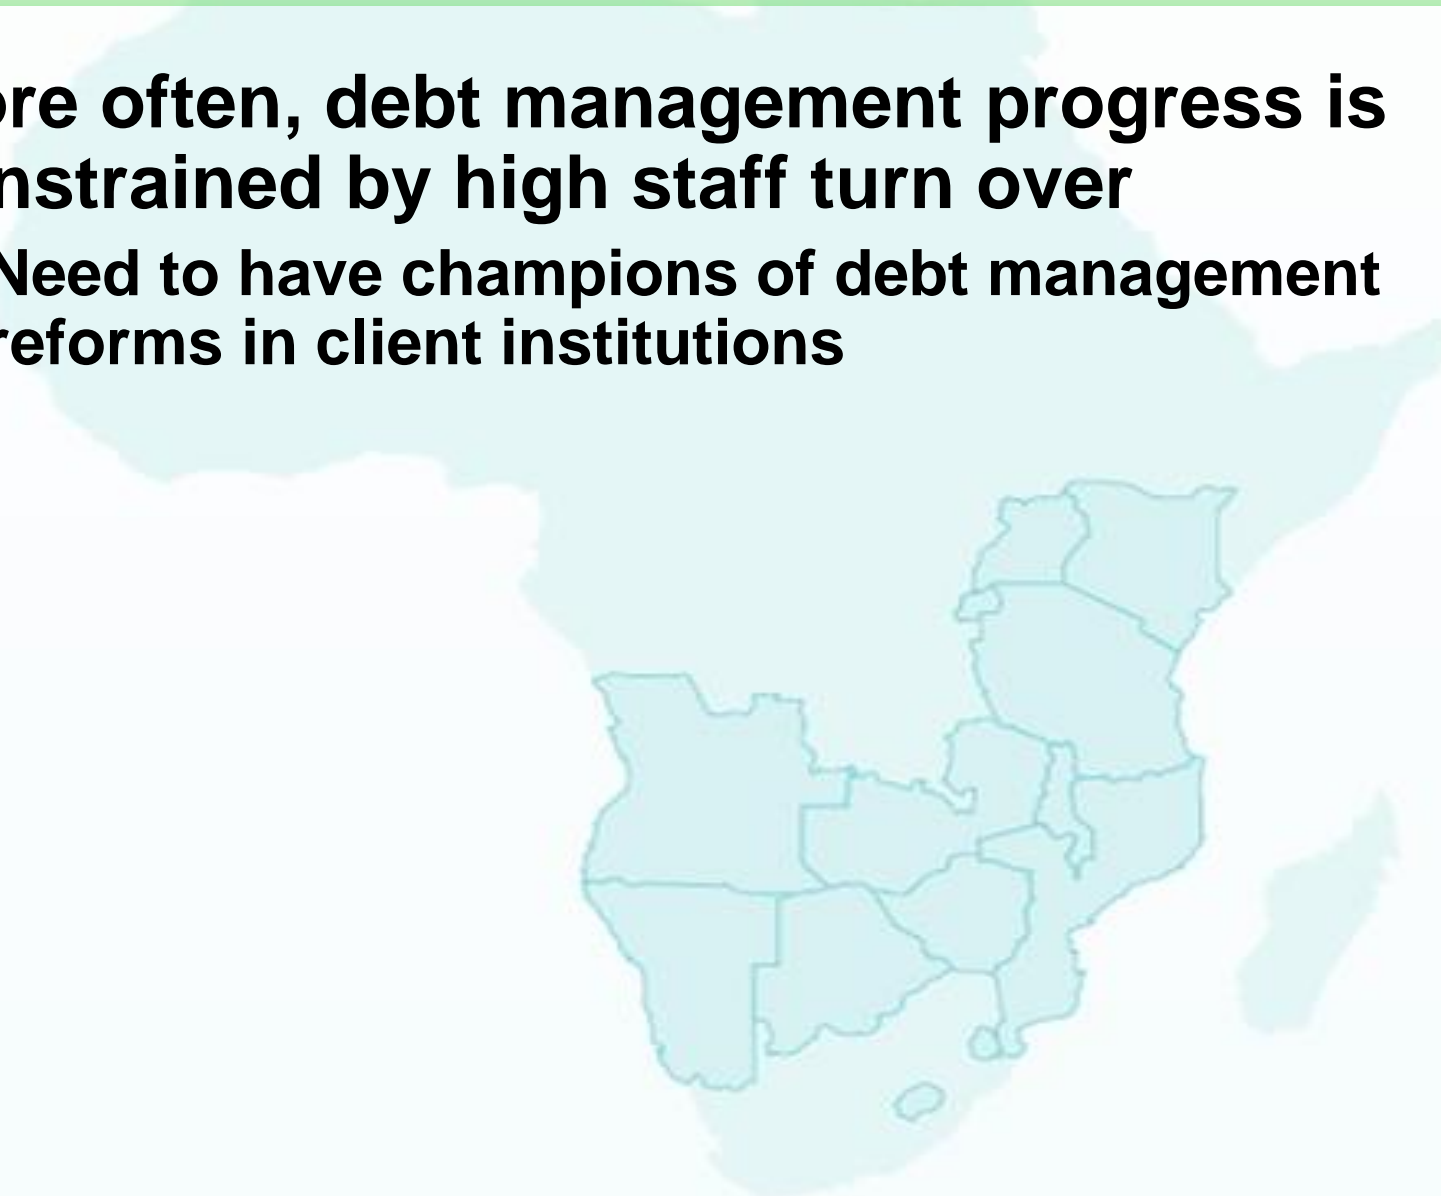 ore often, debt management progress is
nstrained by high staff turn over
Need to have champions of debt management
reforms in client institutions